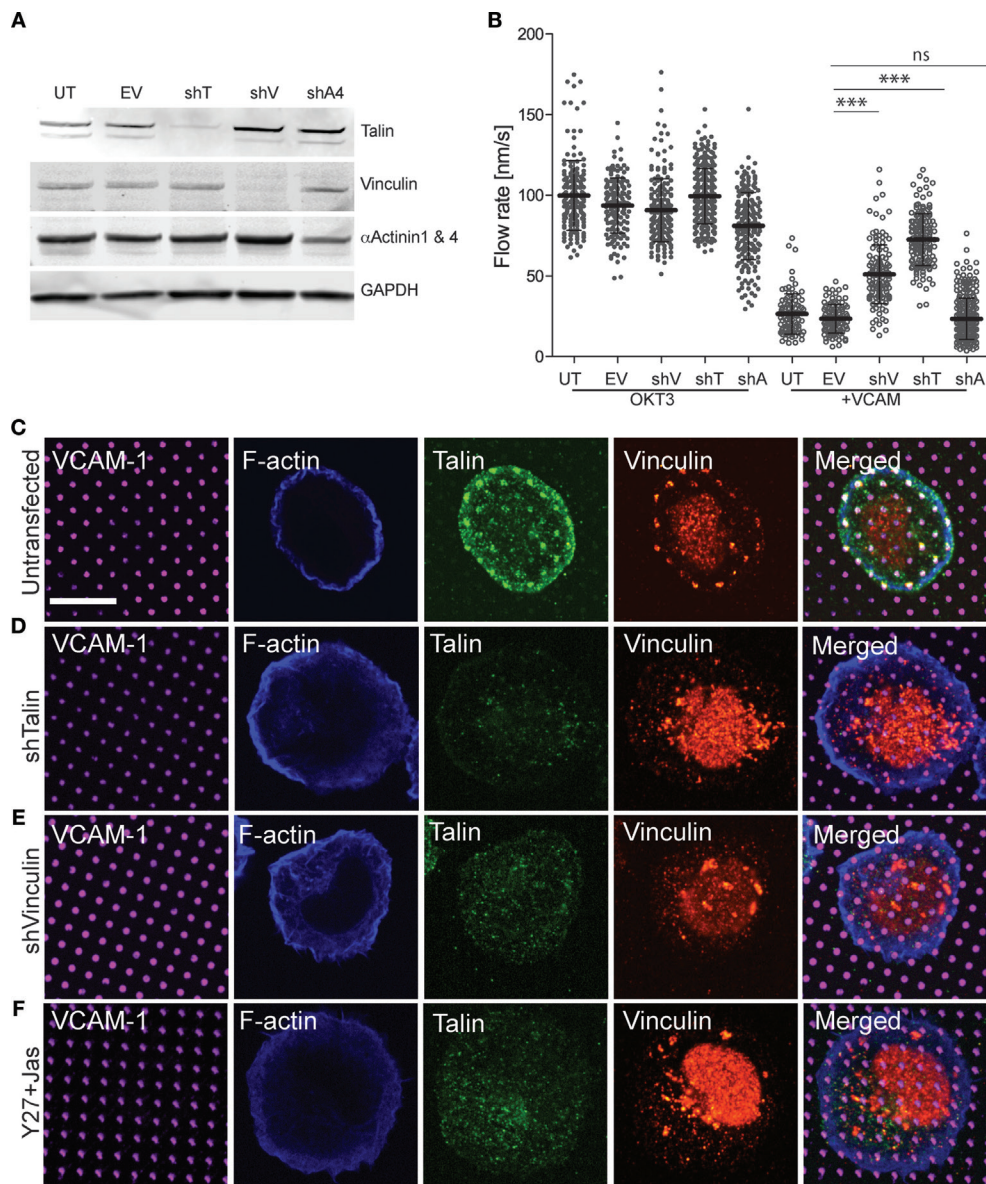 A
UT EV shT shV shA4
Talin
Vinculin
αActinin1 & 4
GAPDH
B
Flow rate [nm/s]
200
150
100
50
0
ns
***
***
UT EV shV shT shA UT EV shV shT shA
OKT3 +VCAM
C
Untransfected
VCAM-1 F-actin Talin Vinculin Merged
D
shTalin
VCAM-1 F-actin Talin Vinculin Merged
E
shVinculin
VCAM-1 F-actin Talin Vinculin Merged
F
Y27+Jas
VCAM-1 F-actin Talin Vinculin Merged